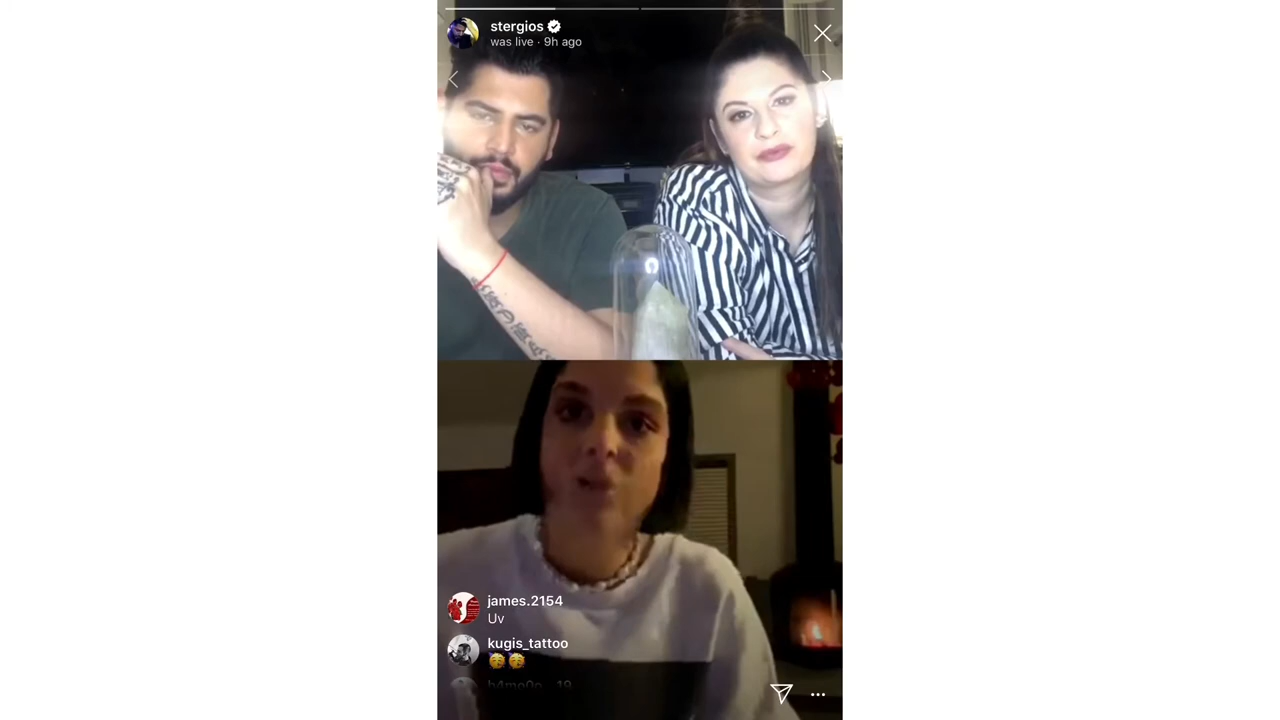 stergios
was live · 9h ago
james.2154
Uv
kugis_tattoo
🥳🥳